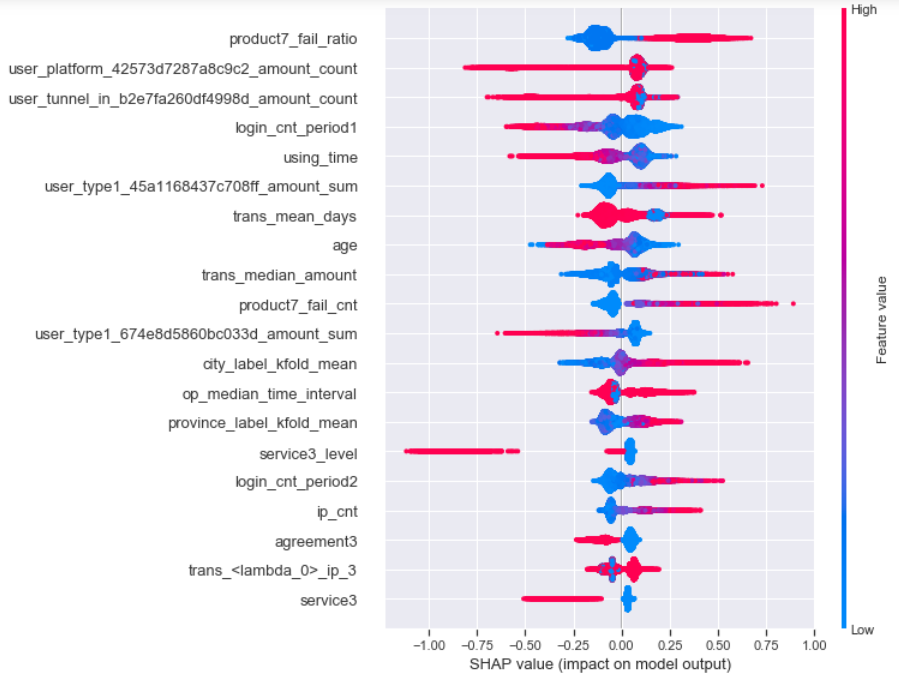 High
product7_fail_ratio
user_platform_42573d7287a8c9c2_amount_count
user_tunnel_in_b2e7fa260df4998d_amount_count
login_cnt_period1
using_time
user_type1_45a1168437c708ff_amount_sum
trans_mean_days
age
trans_median_amount
product7_fail_cnt
user_type1_674e8d5860bc033d_amount_sum
city_label_kfold_mean
op_median_time_interval
province_label_kfold_mean
service3_level
login_cnt_period2
ip_cnt
agreement3
trans_<lambda_0>_ip_3
service3
Feature value
Low
−1.00 −0.75 −0.50 −0.25 0.00 0.25 0.50 0.75 1.00
SHAP value (impact on model output)